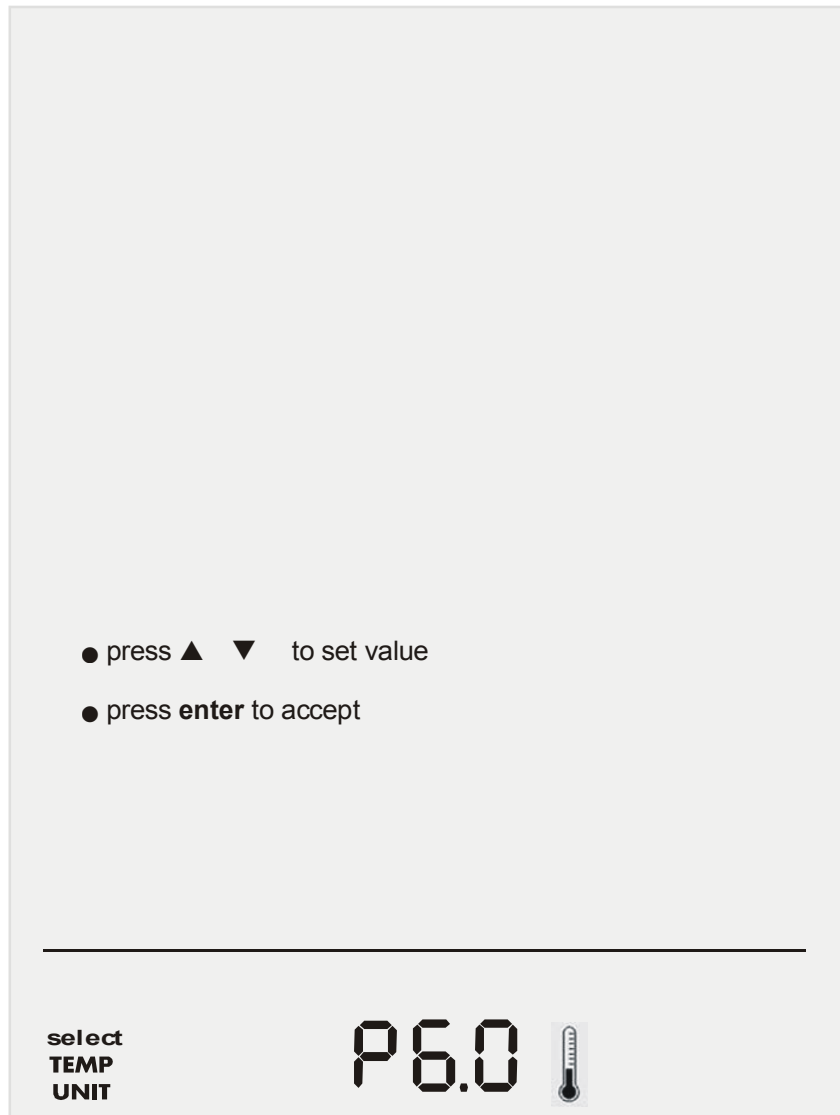 ● press ▲ ▼ to set value
● press enter to accept
select
TEMP
UNIT
P6.0